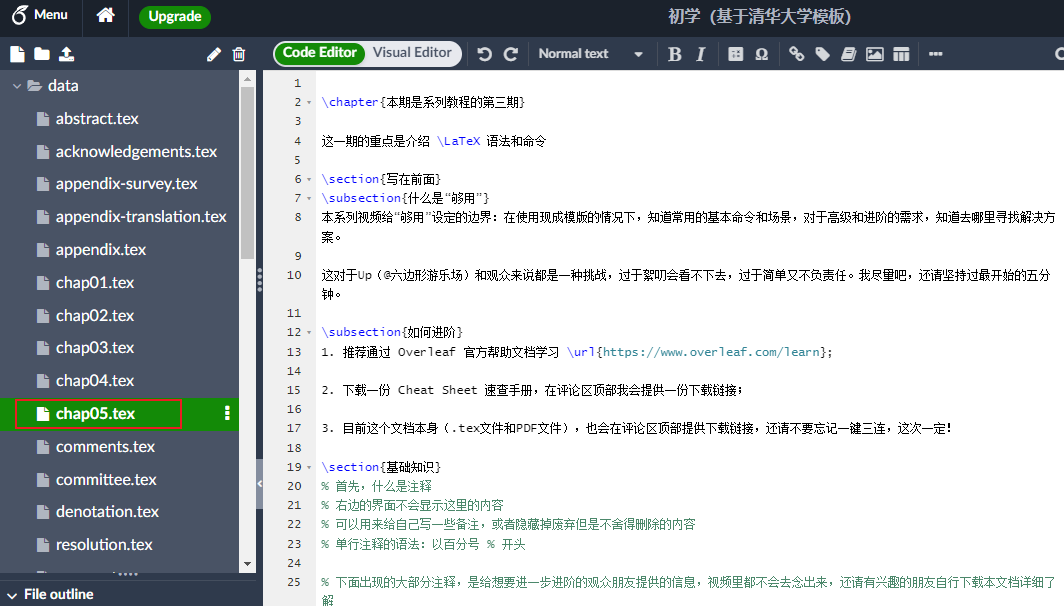 Menu
Upgrade
初学（基于清华大学模板）
Code Editor
Visual Editor
Normal text
B I Ω
data
abstract.tex
acknowledgements.tex
appendix-survey.tex
appendix-translation.tex
appendix.tex
chap01.tex
chap02.tex
chap03.tex
chap04.tex
chap05.tex
comments.tex
committee.tex
denotation.tex
resolution.tex
File outline
1
2 \chapter{本期是系列教程的第三期}
3
4 这一期的重点是介绍 \LaTeX 语法和命令
5
6 \section{写在前面}
7 \subsection{什么是“够用”}
8 本系列视频给“够用”设定的边界：在使用现成模版的情况下，知道常用的基本命令和场景，对于高级和进阶的需求，知道去哪里寻找解决方
案。
9
10 这对于Up（@六边形游乐场）和观众来说都是一种挑战，过于絮叨会看不下去，过于简单又不负责任。我尽量吧，还请坚持过最开始的五分
钟。
11
12 \subsection{如何进阶}
13 1. 推荐通过 Overleaf 官方帮助文档学习 \url{https://www.overleaf.com/learn};
14
15 2. 下载一份 Cheat Sheet 速查手册，在评论区顶部我会提供一份下载链接；
16
17 3. 目前这个文档本身（.tex文件和PDF文件），也会在评论区顶部提供下载链接，还请不要忘记一键三连，这次一定！
18
19 \section{基础知识}
20 % 首先，什么是注释
21 % 右边的界面不会显示这里的内容
22 % 可以用来给自己写一些备注，或者隐藏掉废弃但是不舍得删除的内容
23 % 单行注释的语法：以百分号 % 开头
24
25 % 下面出现的大部分注释，是给想要进一步进阶的观众朋友提供的信息，视频里都不会去念出来，还请有兴趣的朋友自行下载本文档详细了
解